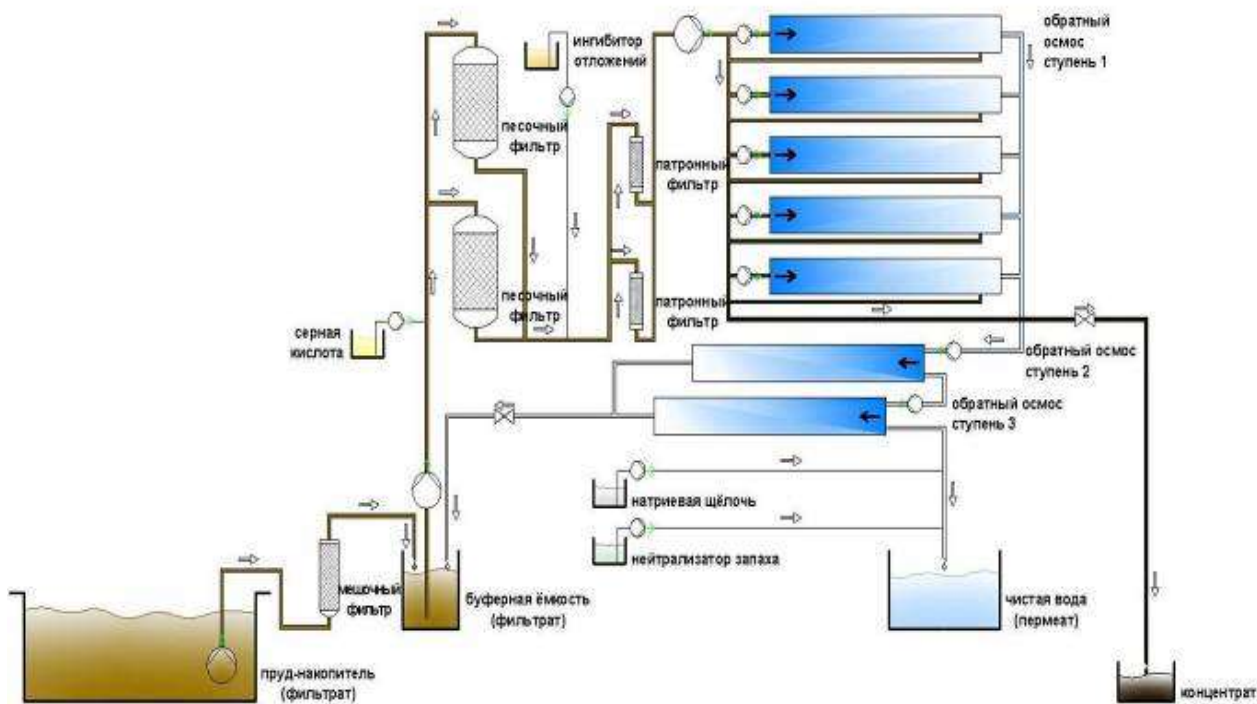 обратный
осмос
ступень 1
ингибитор
отложений
песочный
фильтр
патронный
фильтр
песочный
фильтр
патронный
фильтр
серная
кислота
обратный осмос
ступень 2
обратный осмос
ступень 3
натриевая щёлочь
нейтрализатор запаха
мешочный
фильтр
буферная ёмкость
(фильтрат)
чистая вода
(пермеат)
пруд-накопитель
(фильтрат)
концентрат